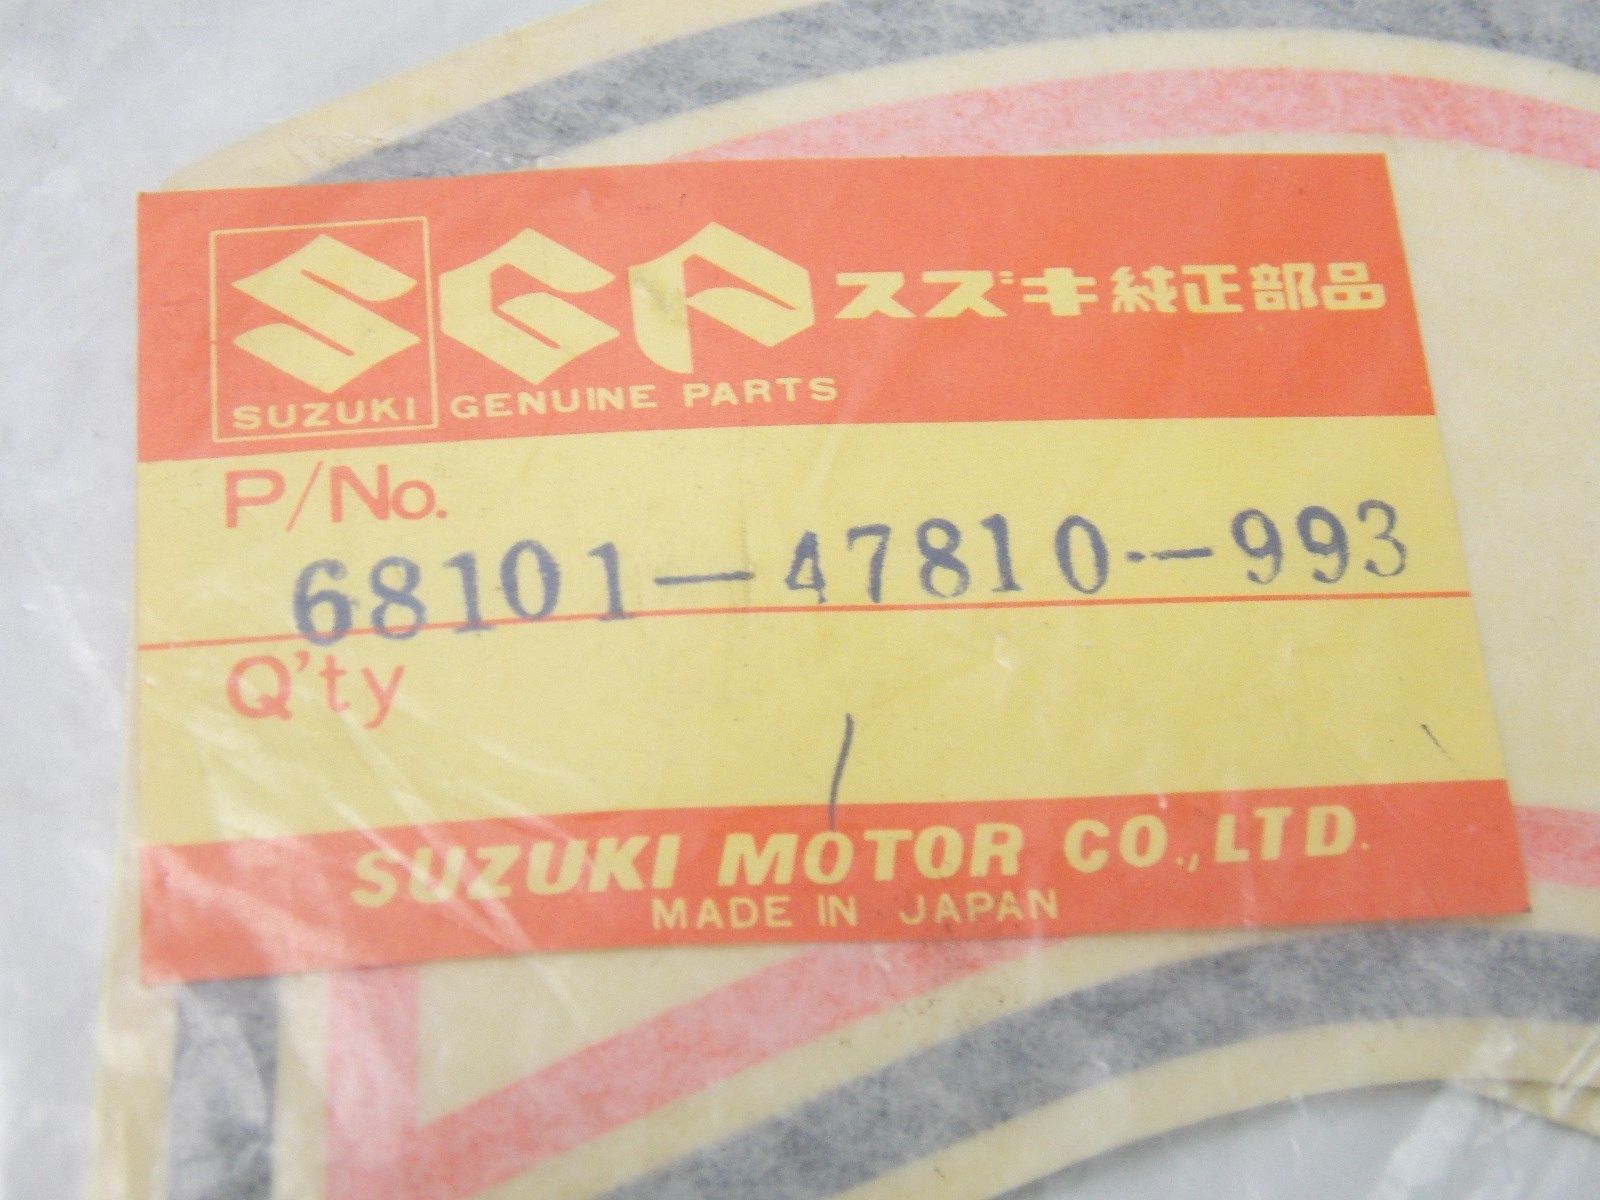 SGP スズキ純正部品
SUZUKI GENUINE PARTS
P/No.
68101-47810-993
Q'ty
1
SUZUKI MOTOR CO., LTD.
MADE IN JAPAN